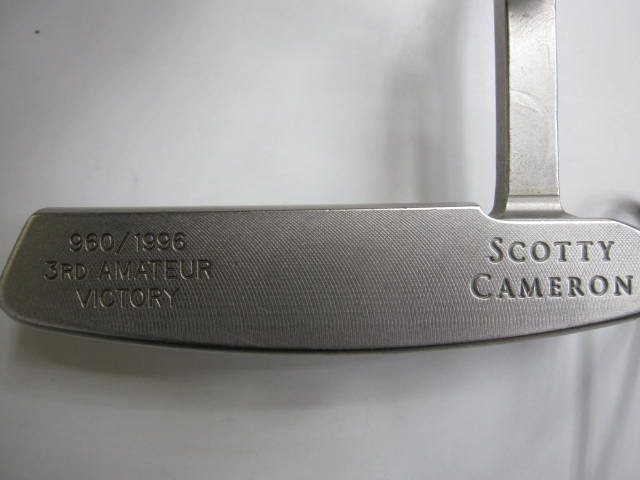 960/1996
3RD AMATEUR
VICTORY
SCOTTY
CAMERON